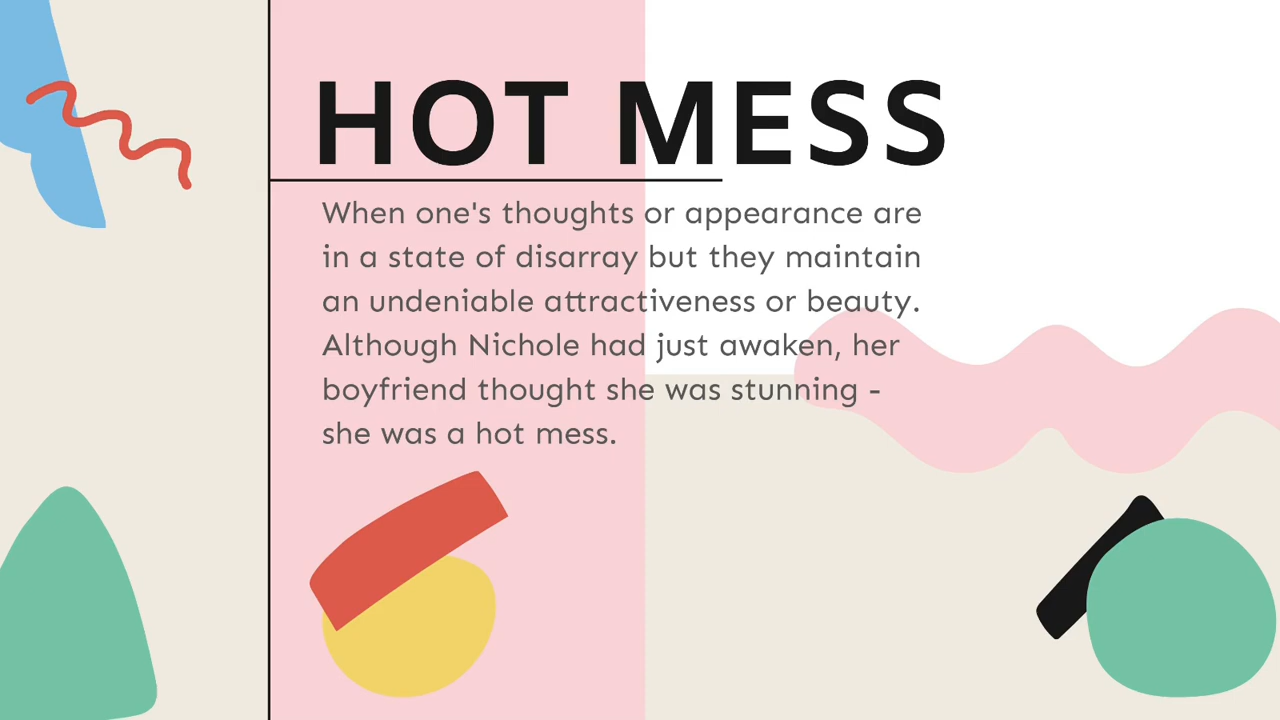 HOT MESS
When one's thoughts or appearance are
in a state of disarray but they maintain
an undeniable attractiveness or beauty.
Although Nichole had just awaken, her
boyfriend thought she was stunning -
she was a hot mess.